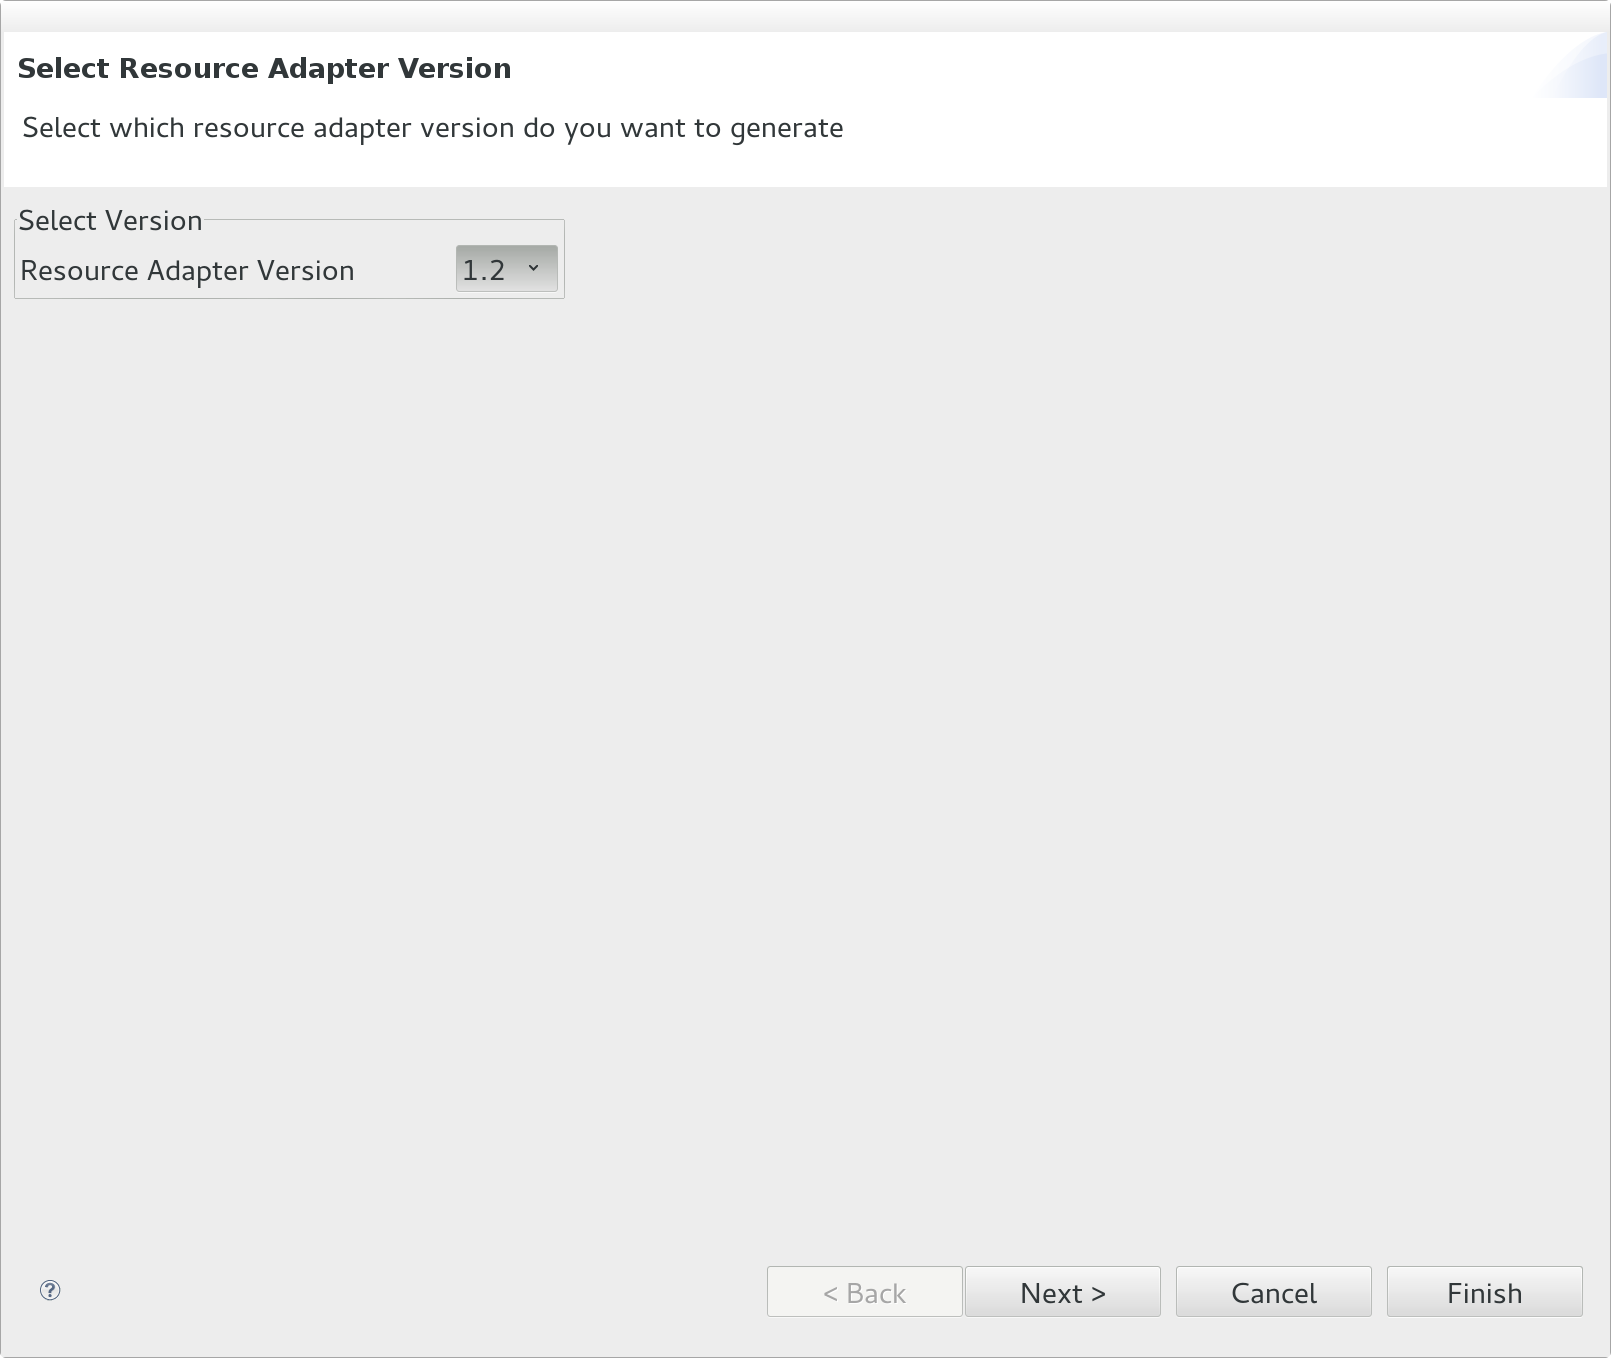 Select Resource Adapter Version
Select which resource adapter version do you want to generate
Select Version
Resource Adapter Version 1.2
?
< Back Next > Cancel Finish